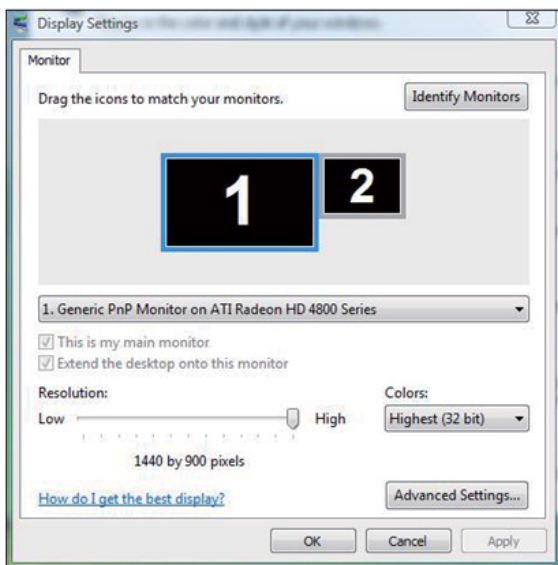 Display Settings
Monitor
Drag the icons to match your monitors.
Identify Monitors
1
2
1. Generic PnP Monitor on ATI Radeon HD 4800 Series
This is my main monitor
Extend the desktop onto this monitor
Resolution:
Colors:
Low
High
Highest (32 bit)
1440 by 900 pixels
How do I get the best display?
Advanced Settings...
OK
Cancel
Apply